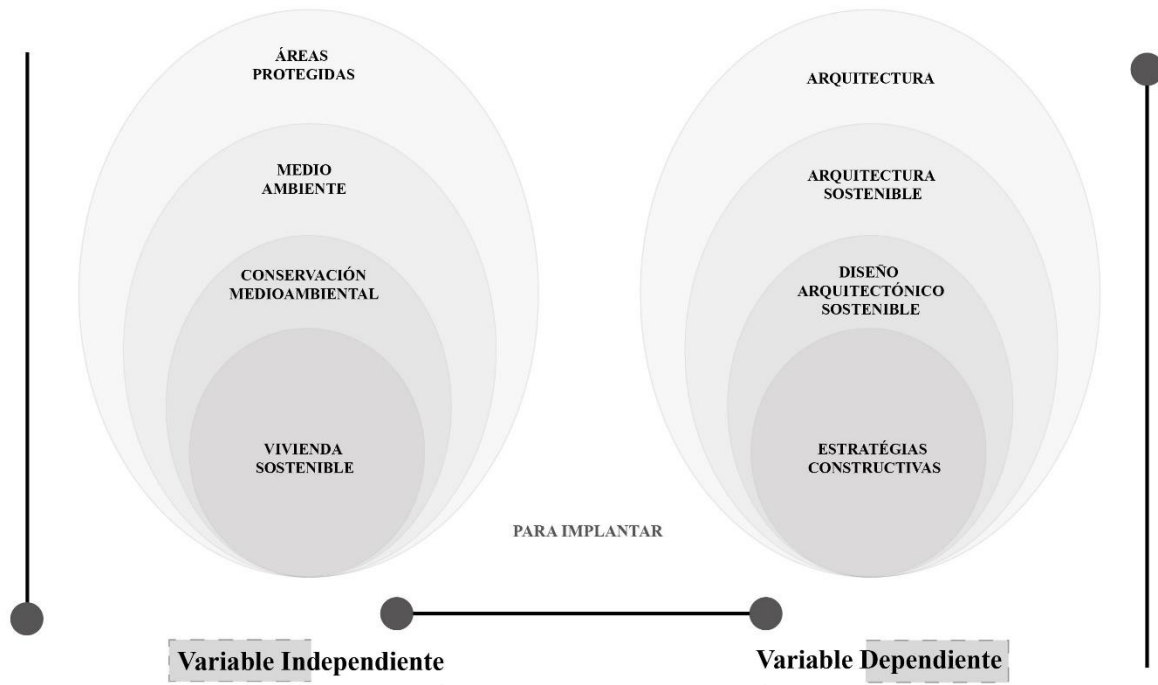 ÁREAS
PROTEGIDAS
MEDIO
AMBIENTE
CONSERVACIÓN
MEDIOAMBIENTAL
VIVIENDA
SOSTENIBLE
ARQUITECTURA
ARQUITECTURA
SOSTENIBLE
DISEÑO
ARQUITECTÓNICO
SOSTENIBLE
ESTRATÉGIAS
CONSTRUCTIVAS
PARA IMPLANTAR
Variable Independiente
Variable Dependiente